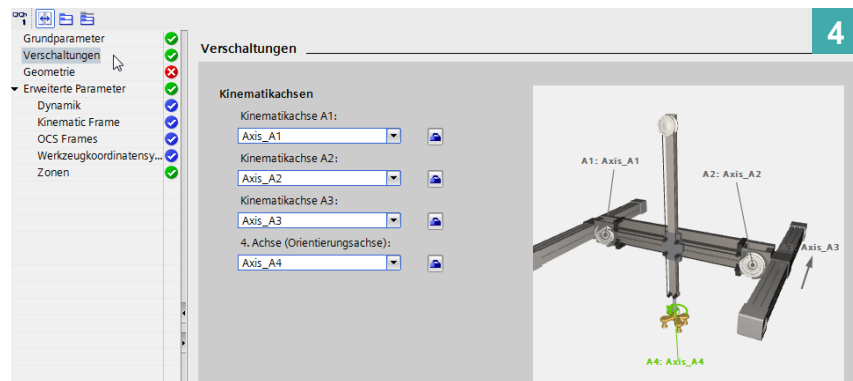 4
Grundparameter
Verschaltungen
Geometrie
Erweiterte Parameter
Dynamik
Kinematic Frame
OCS Frames
Werkzeugkoordinatensy...
Zonen
Verschaltungen
Kinematikachsen
Kinematikachse A1:
Axis_A1
Kinematikachse A2:
Axis_A2
Kinematikachse A3:
Axis_A3
4. Achse (Orientierungsachse):
Axis_A4
A1: Axis_A1
A2: Axis_A2
Axis_A3
A4: Axis_A4